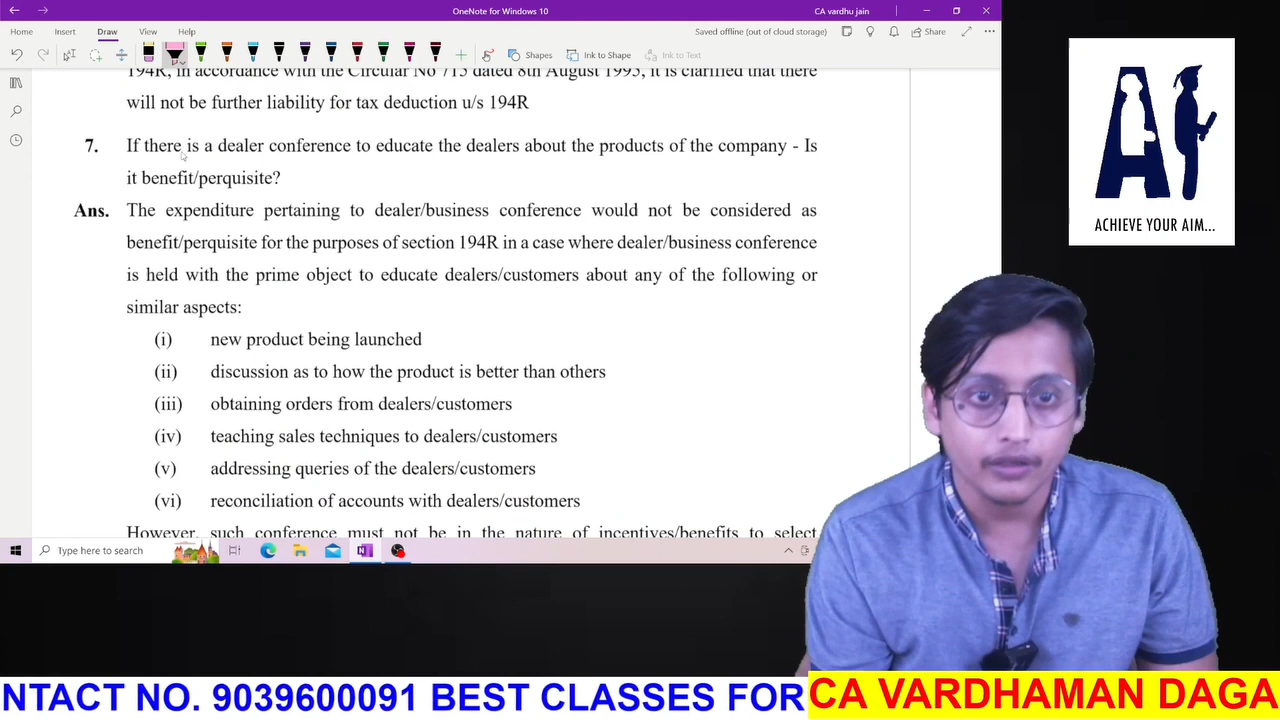 OneNote for Windows 10
CA vardhu jain
Home Insert Draw View Help
Saved offline (out of cloud storage)
Share
Shapes
Ink to Shape
Ink to Text
194R, in accordance with the Circular No 715 dated 8th August 1995, it is clarified that there
will not be further liability for tax deduction u/s 194R
7. If there is a dealer conference to educate the dealers about the products of the company - Is
it benefit/perquisite?
Ans. The expenditure pertaining to dealer/business conference would not be considered as
benefit/perquisite for the purposes of section 194R in a case where dealer/business conference
is held with the prime object to educate dealers/customers about any of the following or
similar aspects:
(i) new product being launched
(ii) discussion as to how the product is better than others
(iii) obtaining orders from dealers/customers
(iv) teaching sales techniques to dealers/customers
(v) addressing queries of the dealers/customers
(vi) reconciliation of accounts with dealers/customers
However, such conference must not be in the nature of incentives/benefits to select
Type here to search
A
ACHIEVE YOUR AIM...
NTACT NO. 9039600091 BEST CLASSES FOR
CA VARDHAMAN DAGA